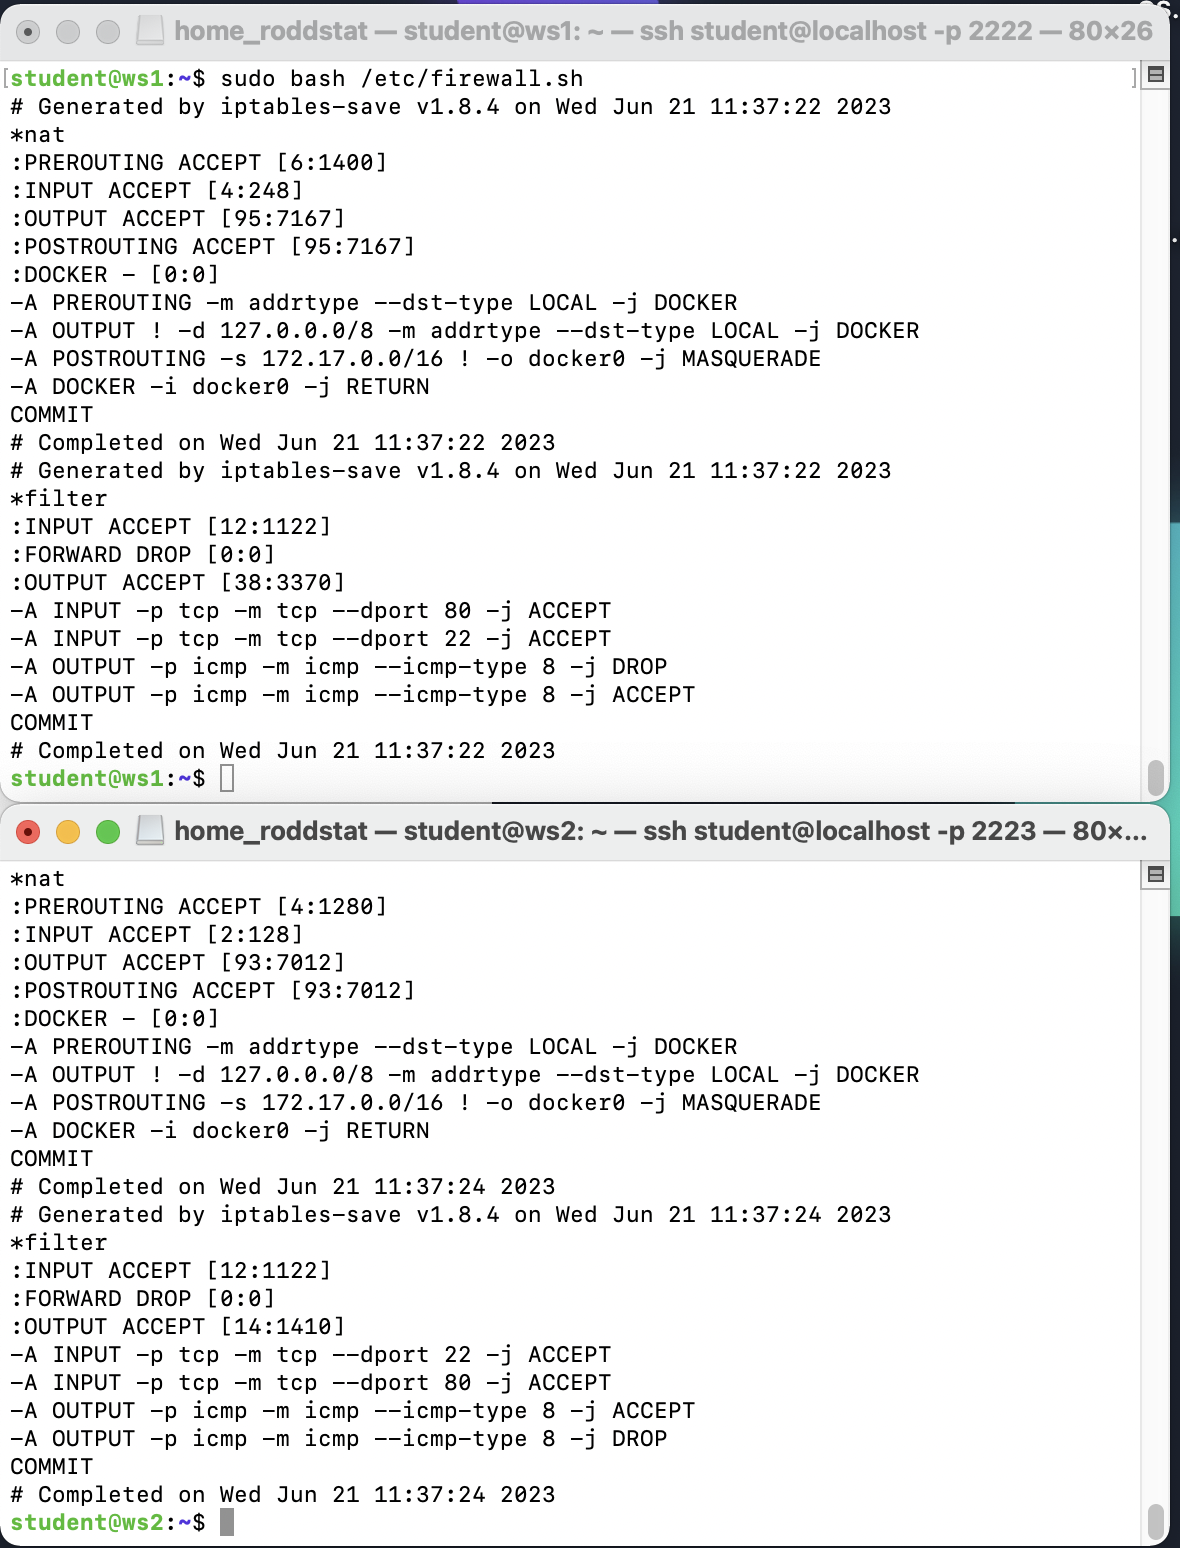 home_roddstat — student@ws1: ~ — ssh student@localhost -p 2222 — 80×26
[student@ws1:~$ sudo bash /etc/firewall.sh ]
# Generated by iptables-save v1.8.4 on Wed Jun 21 11:37:22 2023
*nat
:PREROUTING ACCEPT [6:1400]
:INPUT ACCEPT [4:248]
:OUTPUT ACCEPT [95:7167]
:POSTROUTING ACCEPT [95:7167]
:DOCKER - [0:0]
-A PREROUTING -m addrtype --dst-type LOCAL -j DOCKER
-A OUTPUT ! -d 127.0.0.0/8 -m addrtype --dst-type LOCAL -j DOCKER
-A POSTROUTING -s 172.17.0.0/16 ! -o docker0 -j MASQUERADE
-A DOCKER -i docker0 -j RETURN
COMMIT
# Completed on Wed Jun 21 11:37:22 2023
# Generated by iptables-save v1.8.4 on Wed Jun 21 11:37:22 2023
*filter
:INPUT ACCEPT [12:1122]
:FORWARD DROP [0:0]
:OUTPUT ACCEPT [38:3370]
-A INPUT -p tcp -m tcp --dport 80 -j ACCEPT
-A INPUT -p tcp -m tcp --dport 22 -j ACCEPT
-A OUTPUT -p icmp -m icmp --icmp-type 8 -j DROP
-A OUTPUT -p icmp -m icmp --icmp-type 8 -j ACCEPT
COMMIT
# Completed on Wed Jun 21 11:37:22 2023
student@ws1:~$
home_roddstat — student@ws2: ~ — ssh student@localhost -p 2223 — 80×...
*nat
:PREROUTING ACCEPT [4:1280]
:INPUT ACCEPT [2:128]
:OUTPUT ACCEPT [93:7012]
:POSTROUTING ACCEPT [93:7012]
:DOCKER - [0:0]
-A PREROUTING -m addrtype --dst-type LOCAL -j DOCKER
-A OUTPUT ! -d 127.0.0.0/8 -m addrtype --dst-type LOCAL -j DOCKER
-A POSTROUTING -s 172.17.0.0/16 ! -o docker0 -j MASQUERADE
-A DOCKER -i docker0 -j RETURN
COMMIT
# Completed on Wed Jun 21 11:37:24 2023
# Generated by iptables-save v1.8.4 on Wed Jun 21 11:37:24 2023
*filter
:INPUT ACCEPT [12:1122]
:FORWARD DROP [0:0]
:OUTPUT ACCEPT [14:1410]
-A INPUT -p tcp -m tcp --dport 22 -j ACCEPT
-A INPUT -p tcp -m tcp --dport 80 -j ACCEPT
-A OUTPUT -p icmp -m icmp --icmp-type 8 -j ACCEPT
-A OUTPUT -p icmp -m icmp --icmp-type 8 -j DROP
COMMIT
# Completed on Wed Jun 21 11:37:24 2023
student@ws2:~$